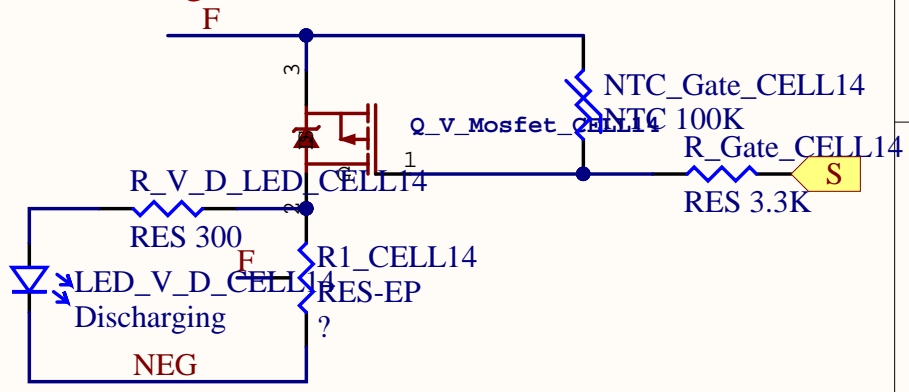 F
3
NTC_Gate_CELL14
NTC 100K
Q_V_Mosfet_CELL14
1
R_Gate_CELL14
S
RES 3.3K
G
R_V_D_LED_CELL14
2
RES 300
F
R1_CELL14
RES-EP
?
LED_V_D_CELL14
Discharging
NEG